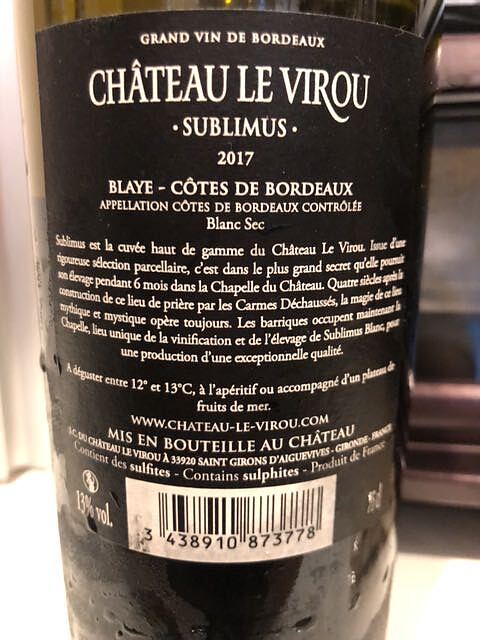 GRAND VIN DE BORDEAUX
CHÂTEAU LE VIROU
·SUBLIMUS·
2017
BLAYE - CÔTES DE BORDEAUX
APPELLATION CÔTES DE BORDEAUX CONTRÔLÉE
Blanc Sec
Sublimus est la cuvée haut de gamme du Château Le Virou. Issue d'une
rigoureuse sélection parcellaire, c'est dans le plus grand secret qu'elle poursuit
son élevage pendant 6 mois dans la Chapelle du Château. Quatre siècles après la
construction de ce lieu de prière par les Carmes Déchaussés, la magie de ce lieu
mythique et mystique opère toujours. Les barriques occupent maintenant la
Chapelle, lieu unique de la vinification et de l'élevage de Sublimus Blanc, pour
une production d'une exceptionnelle qualité.
A déguster entre 12° et 13°C, à l'apéritif ou accompagné d'un plateau de
fruits de mer.
WWW.CHATEAU-LE-VIROU.COM
MIS EN BOUTEILLE AU CHÂTEAU
S.C. DU CHÂTEAU LE VIROU À 33920 SAINT GIRONS D'AIGUEVIVES - GIRONDE - FRANCE
Contient des sulfites - Contains sulphites - Produit de France
13% vol.
3 438910 873778